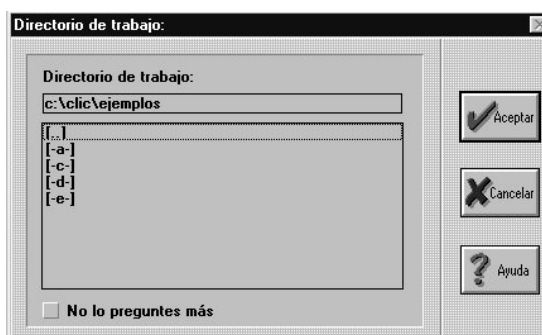 Directorio de trabajo:
Directorio de trabajo:
c:\clic\ejemplos
[..]
[-a-]
[-c-]
[-d-]
[-e-]
No lo preguntes más
Aceptar
Cancelar
Ayuda